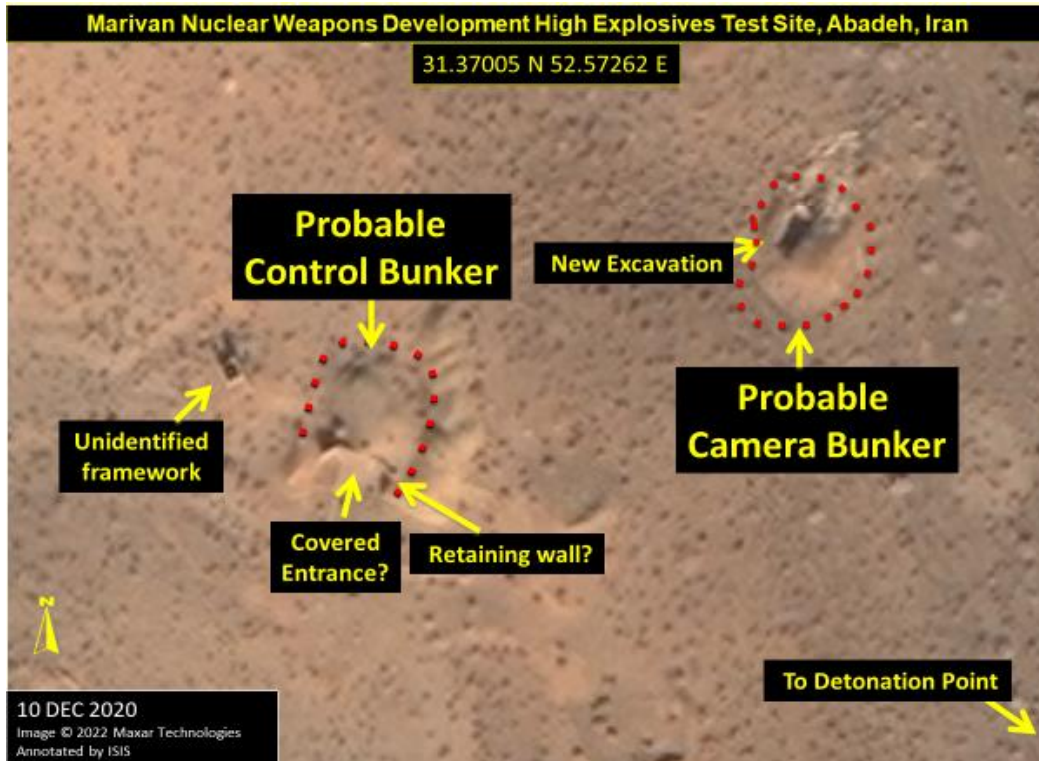 Marivan Nuclear Weapons Development High Explosives Test Site, Abadeh, Iran
31.37005 N 52.57262 E
Probable
Control Bunker
New Excavation
Probable
Camera Bunker
Unidentified
framework
Covered
Entrance?
Retaining wall?
N
To Detonation Point
10 DEC 2020
Image © 2022 Maxar Technologies
Annotated by ISIS